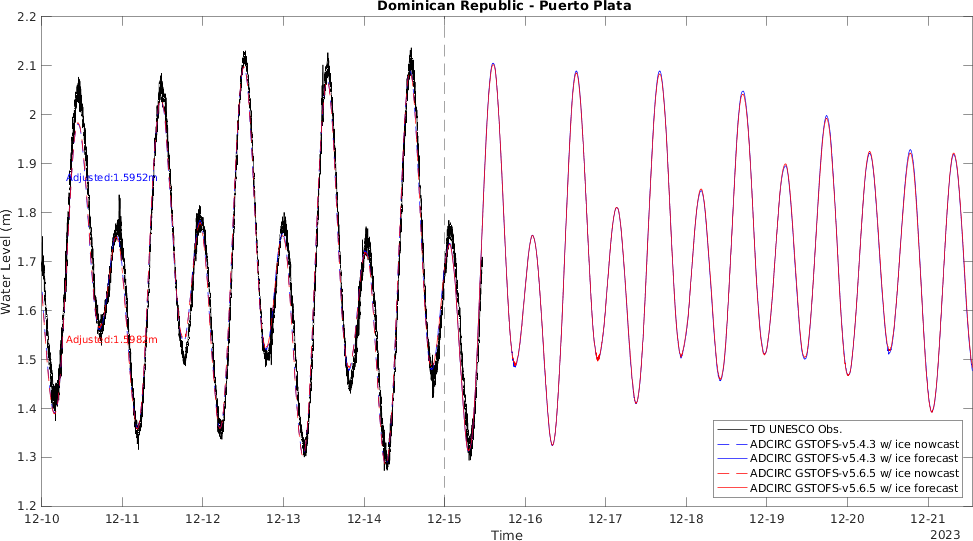 Dominican Republic - Puerto Plata
2.2
2.1
2
1.9
1.8
1.7
1.6
1.5
1.4
1.3
1.2
Water Level (m)
Adjusted:1.5952m
Adjusted:1.5982m
TD UNESCO Obs.
ADCIRC GSTOFS-v5.4.3 w/ ice nowcast
ADCIRC GSTOFS-v5.4.3 w/ ice forecast
ADCIRC GSTOFS-v5.6.5 w/ ice nowcast
ADCIRC GSTOFS-v5.6.5 w/ ice forecast
12-10 12-11 12-12 12-13 12-14 12-15 12-16 12-17 12-18 12-19 12-20 12-21
Time
2023